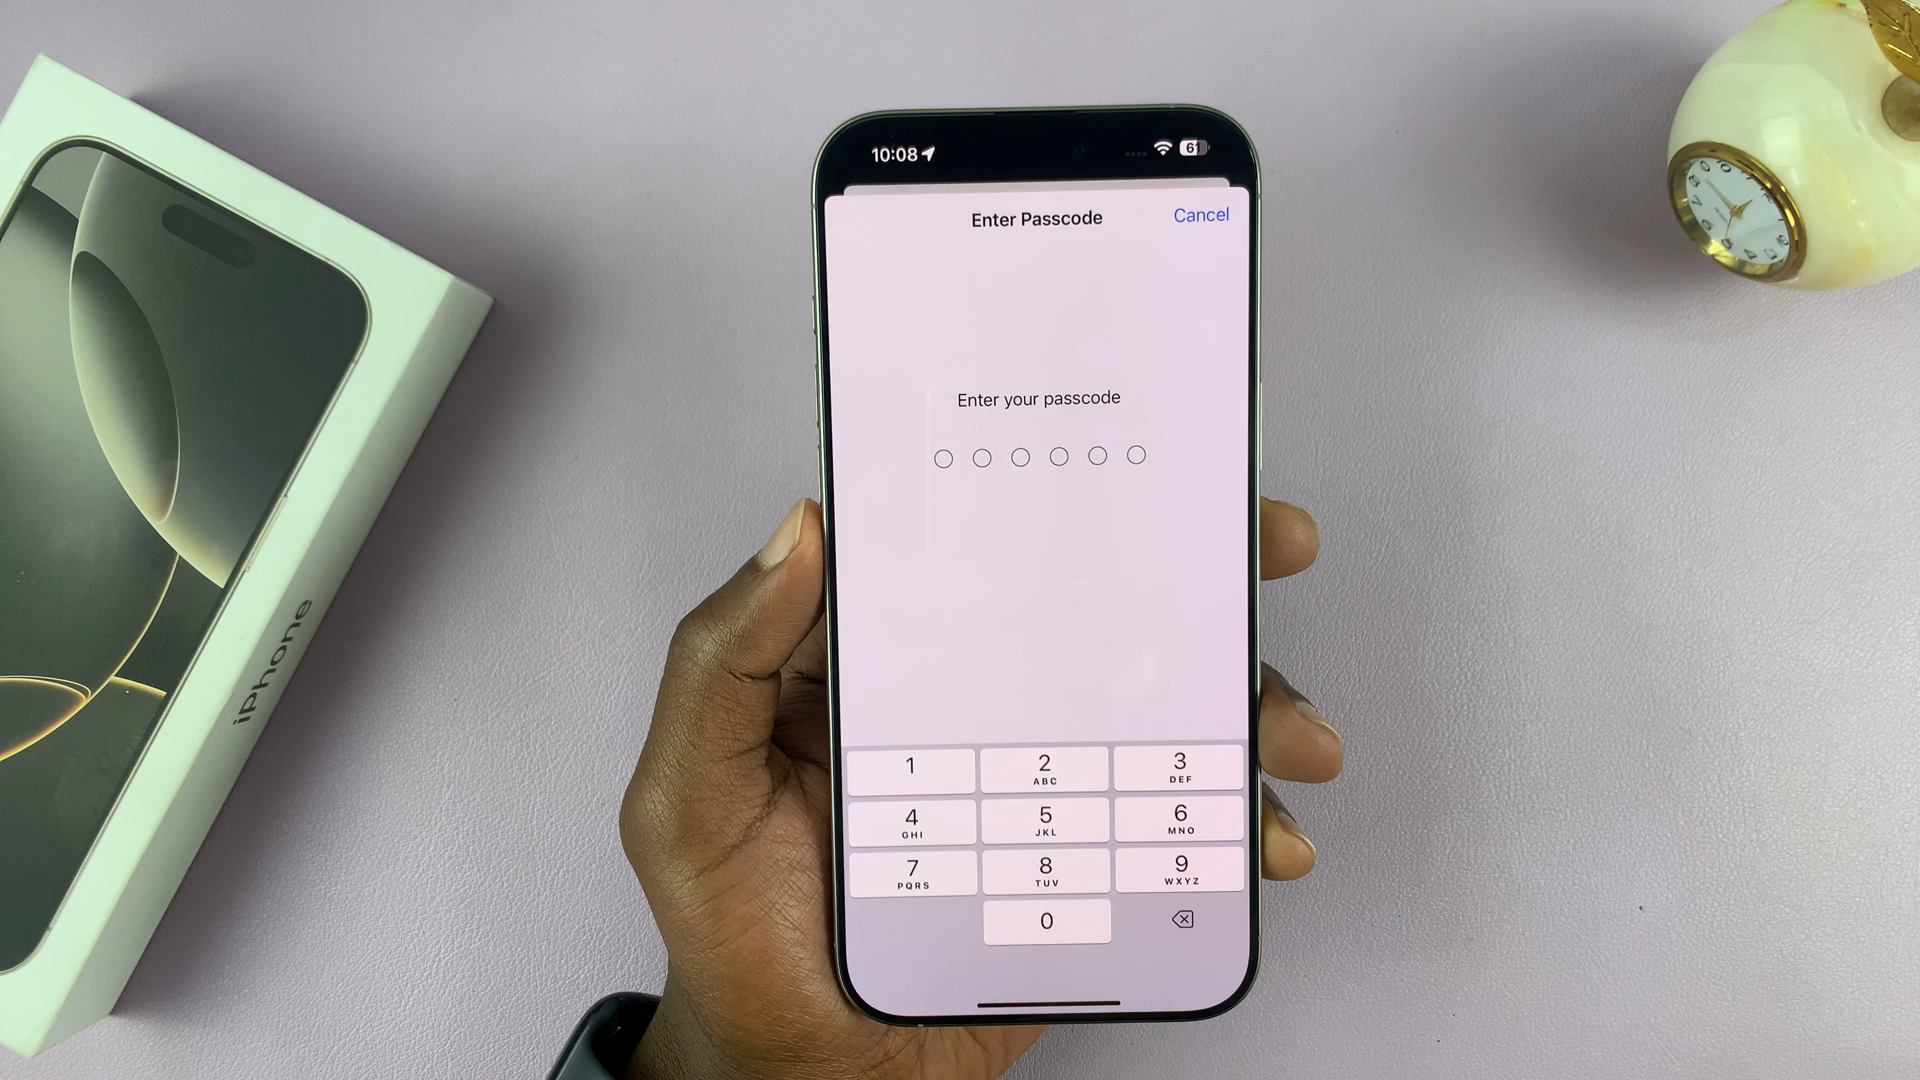 10:08
61
Enter Passcode
Cancel
Enter your passcode
1
2
ABC
3
DEF
4
GHI
5
JKL
6
MNO
7
PQRS
8
TUV
9
WXYZ
0
iPhone